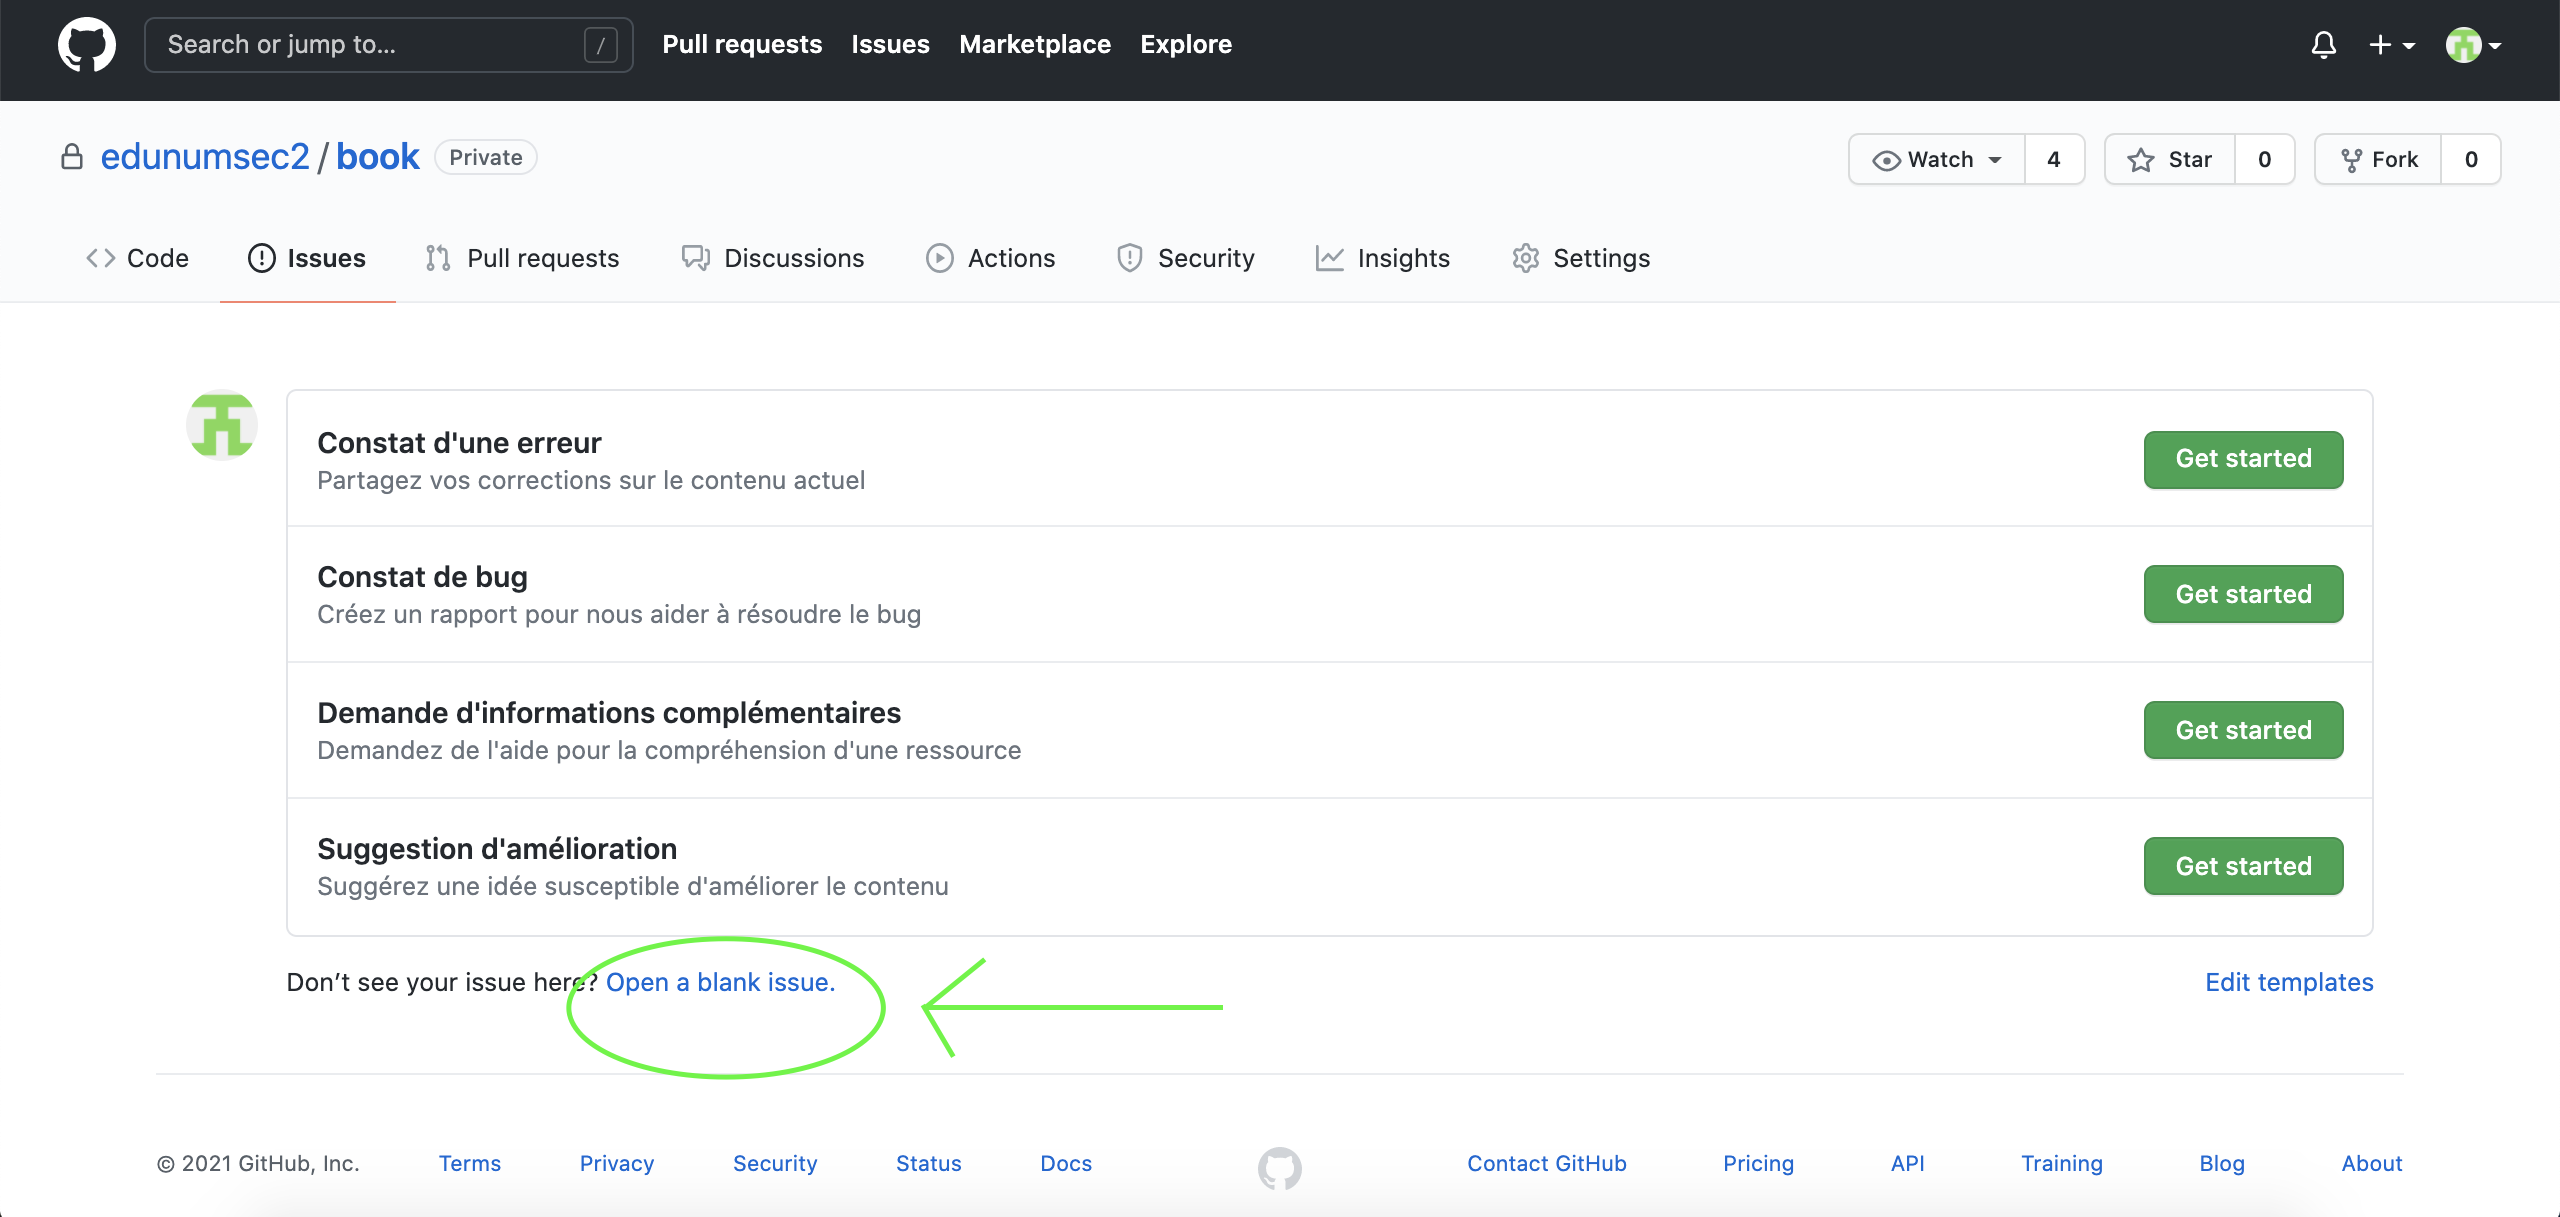 Search or jump to... / Pull requests Issues Marketplace Explore
edunumsec2 / book Private Watch 4 Star 0 Fork 0
Code Issues Pull requests Discussions Actions Security Insights Settings
Constat d'une erreur
Partagez vos corrections sur le contenu actuel
Get started
Constat de bug
Créez un rapport pour nous aider à résoudre le bug
Get started
Demande d'informations complémentaires
Demandez de l'aide pour la compréhension d'une ressource
Get started
Suggestion d'amélioration
Suggérez une idée susceptible d'améliorer le contenu
Get started
Don’t see your issue here? Open a blank issue. Edit templates
© 2021 GitHub, Inc. Terms Privacy Security Status Docs Contact GitHub Pricing API Training Blog About